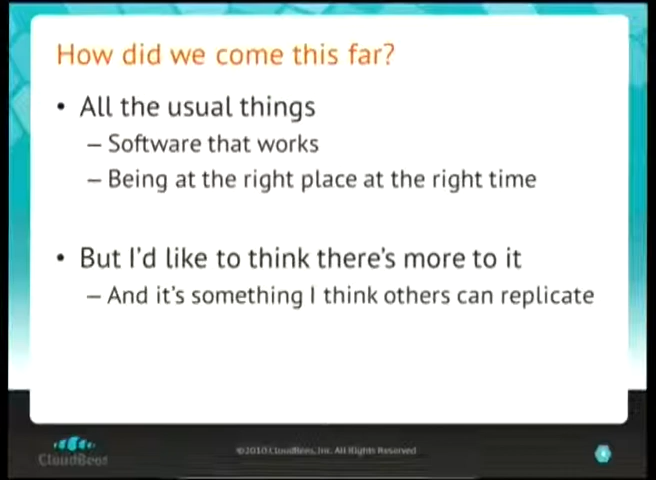 How did we come this far?
• All the usual things
– Software that works
– Being at the right place at the right time
• But I'd like to think there's more to it
– And it's something I think others can replicate
CloudBees
©2010 CloudBees, Inc. All Rights Reserved